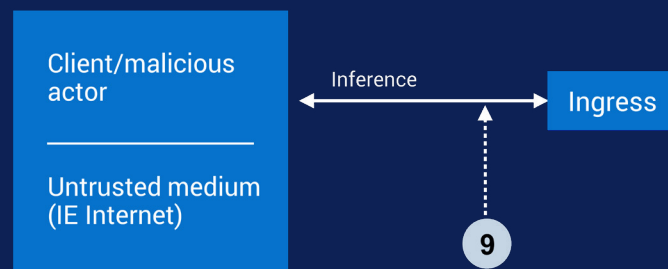 Client/malicious
actor
Inference
Ingress
Untrusted medium
(IE Internet)
9